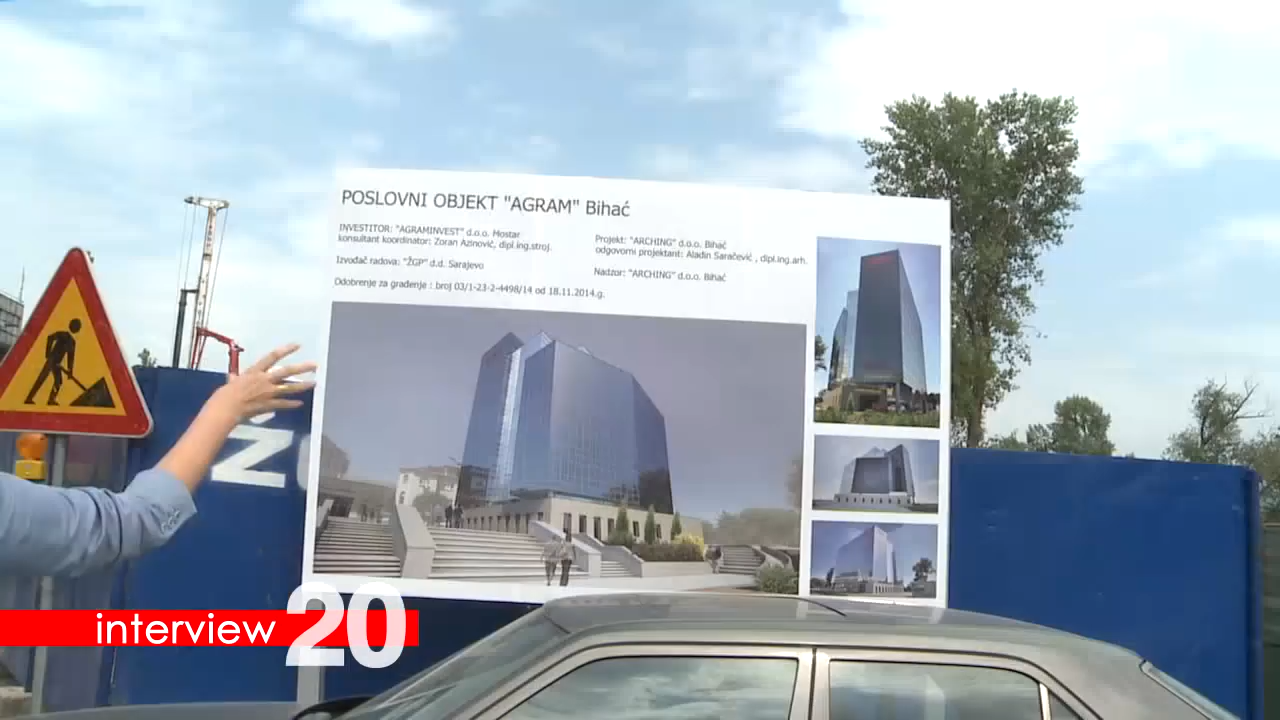 POSLOVNI OBJEKT "AGRAM" Bihać
INVESTITOR: "AGRAMINVEST" d.o.o. Mostar
konsultant koordinator: Zoran Azinović, dipl.ing.stroj.
Izvođač radova: "ŽGP" d.d. Sarajevo
Odobrenje za građenje : broj 03/1-23-2-4498/14 od 18.11.2014.g.
Projekt: "ARCHING" d.o.o. Bihać
odgovorni projektant: Aladin Saračević , dipl.ing.arh.
Nadzor: "ARCHING" d.o.o. Bihać
interview 20